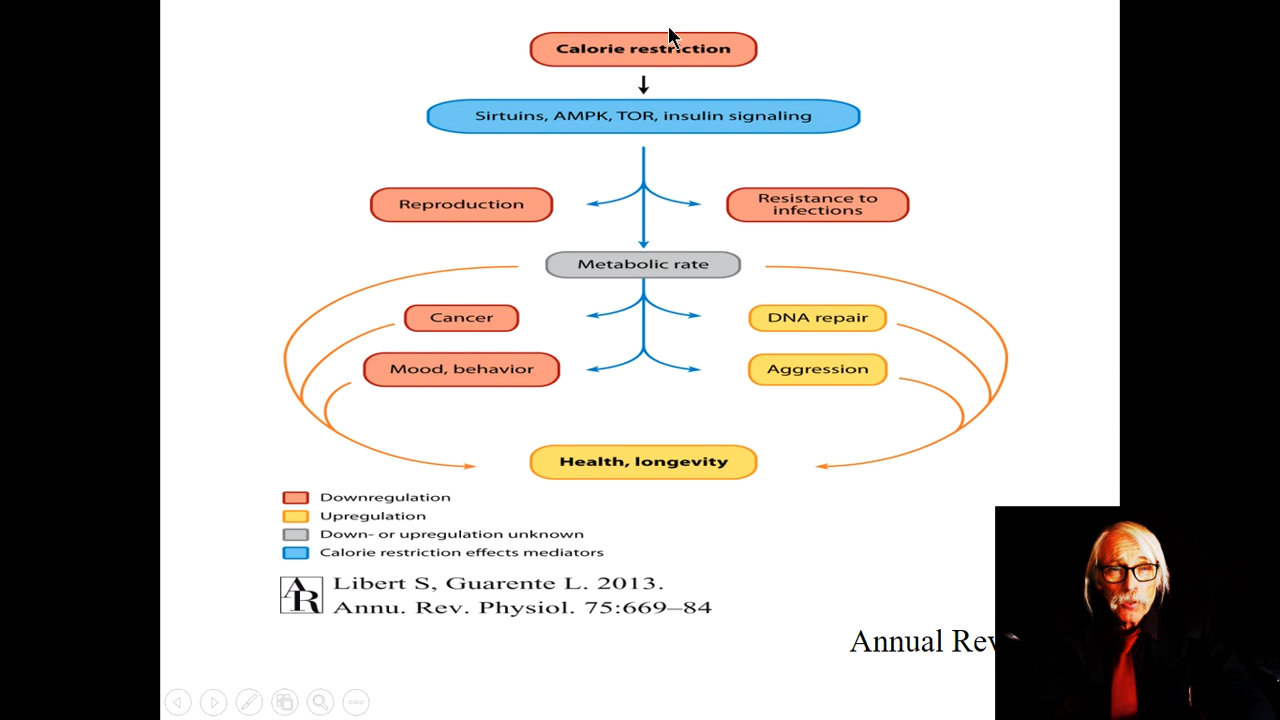 Calorie restriction
Sirtuins, AMPK, TOR, insulin signaling
Reproduction
Resistance to
infections
Metabolic rate
Cancer
DNA repair
Mood, behavior
Aggression
Health, longevity
Downregulation
Upregulation
Down- or upregulation unknown
Calorie restriction effects mediators
AR
Libert S, Guarente L. 2013.
Annu. Rev. Physiol. 75:669–84
Annual